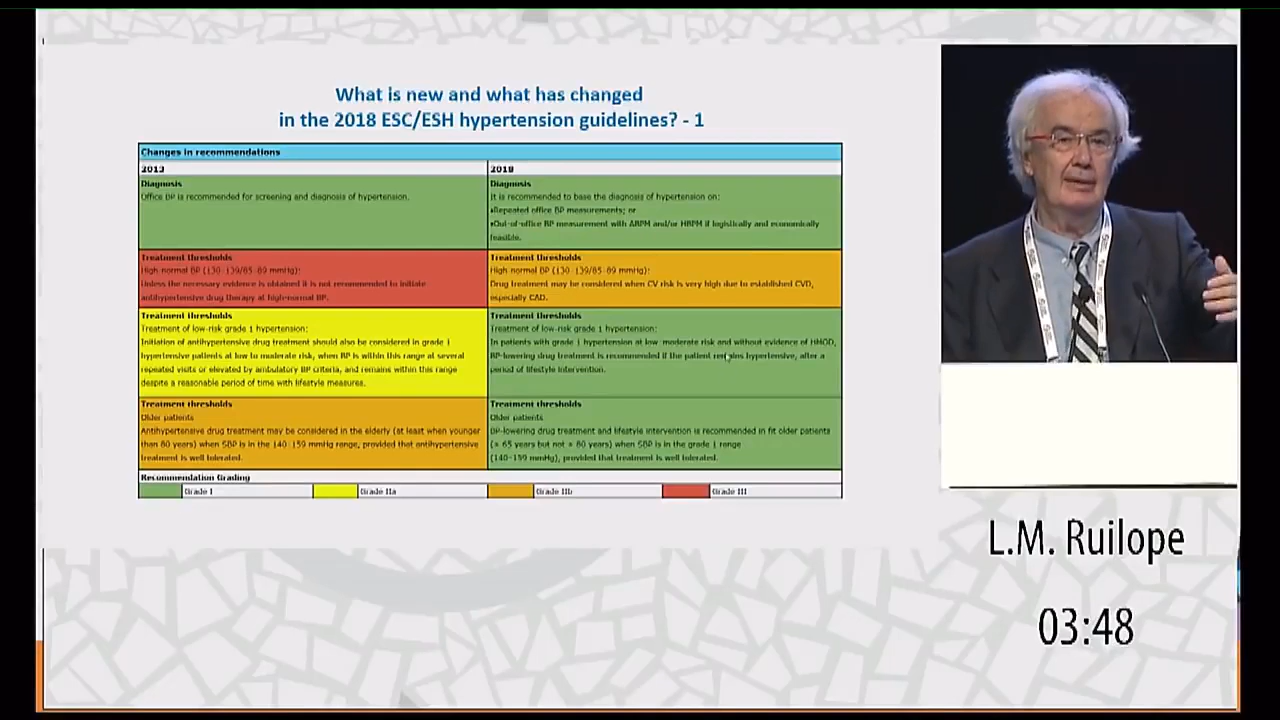 What is new and what has changed
in the 2018 ESC/ESH hypertension guidelines? - 1
Changes in recommendations
2013
2018
Diagnosis
Office BP is recommended for screening and diagnosis of hypertension.
Diagnosis
It is recommended to base the diagnosis of hypertension on:
•Repeated office BP measurements; or
•Out-of-office BP measurement with ABPM and/or HBPM if logistically and economically
feasible.
Treatment thresholds
High normal BP (130-139/85-89 mmHg):
Unless the necessary evidence is obtained it is not recommended to initiate
antihypertensive drug therapy at high-normal BP.
Treatment thresholds
High normal BP (130-139/85-89 mmHg):
Drug treatment may be considered when CV risk is very high due to established CVD,
especially CAD.
Treatment thresholds
Treatment of low-risk grade 1 hypertension:
Initiation of antihypertensive drug treatment should also be considered in grade 1
hypertensive patients at low to moderate risk, when BP is within this range at several
repeated visits or elevated by ambulatory BP criteria, and remains within this range
despite a reasonable period of time with lifestyle measures.
Treatment thresholds
Treatment of low-risk grade 1 hypertension:
In patients with grade 1 hypertension at low moderate risk and without evidence of HMOD,
BP-lowering drug treatment is recommended if the patient remains hypertensive, after a
period of lifestyle intervention.
Treatment thresholds
Older patients
Antihypertensive drug treatment may be considered in the elderly (at least when younger
than 80 years) when SBP is in the 140-159 mmHg range, provided that antihypertensive
treatment is well tolerated.
Treatment thresholds
Older patients
BP-lowering drug treatment and lifestyle intervention is recommended in fit older patients
years but not > 80 years) when SBP is in the grade 1 range
(140-159 mmHg), provided that treatment is well tolerated.
Recommendation Grading
Grade I
Grade IIa
Grade IIb
Grade III
L.M. Ruilope
03:48